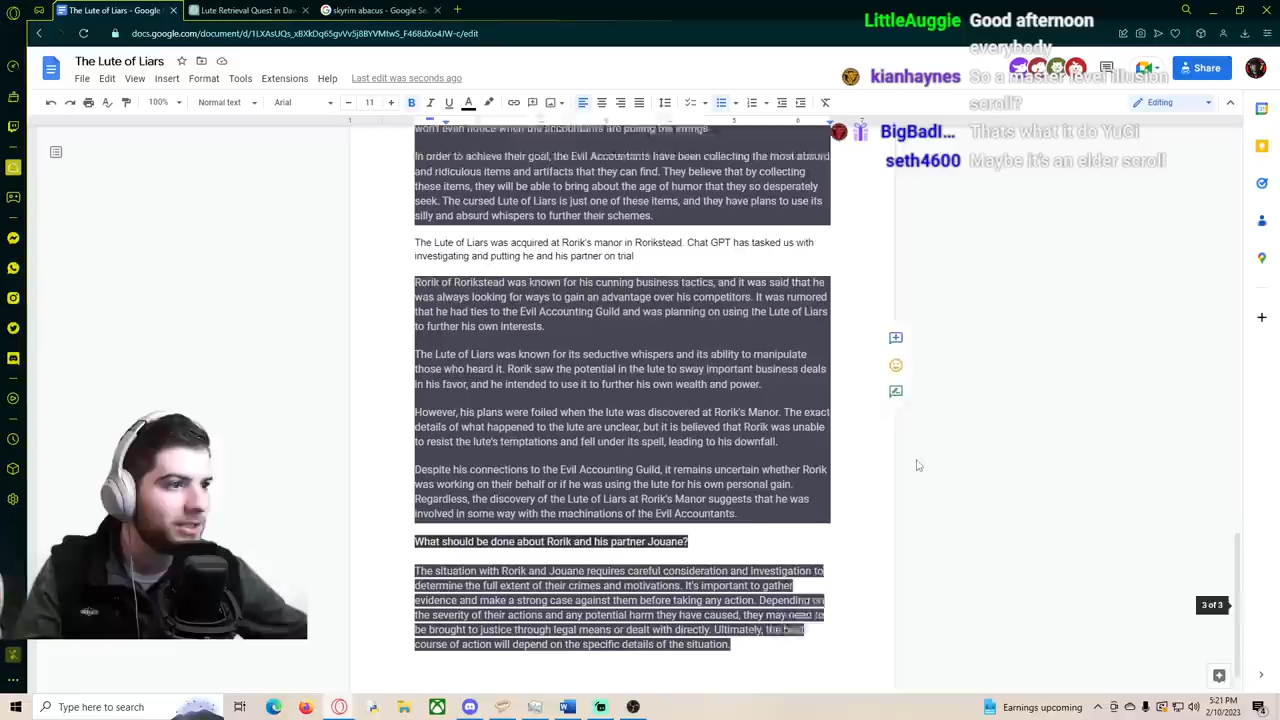 The Lute of Liars - Google
Lute Retrieval Quest in Daw
skyrim abacus - Google Se
docs.google.com/document/d/
The Lute of Liars
File Edit View Insert Format Tools Extensions Help Last edit was seconds ago
Share
100% Normal text Arial 11 Editing
LittleAuggie Good afternoon
everybody
kianhaynes So a master level illusion
scroll?
BigBadI... Thats what it do YuGi
seth4600 Maybe it's an elder scroll
won't even notice when the accountants are pulling the strings.
In order to achieve their goal, the Evil Accountants have been collecting the most absurd
and ridiculous items and artifacts that they can find. They believe that by collecting
these items, they will be able to bring about the age of humor that they so desperately
seek. The cursed Lute of Liars is just one of these items, and they have plans to use its
silly and absurd whispers to further their schemes.
The Lute of Liars was acquired at Rorik's manor in Rorikstead. Chat GPT has tasked us with
investigating and putting he and his partner on trial
Rorik of Rorikstead was known for his cunning business tactics, and it was said that he
was always looking for ways to gain an advantage over his competitors. It was rumored
that he had ties to the Evil Accounting Guild and was planning on using the Lute of Liars
to further his own interests.
The Lute of Liars was known for its seductive whispers and its ability to manipulate
those who heard it. Rorik saw the potential in the lute to sway important business deals
in his favor, and he intended to use it to further his own wealth and power.
However, his plans were foiled when the lute was discovered at Rorik's Manor. The exact
details of what happened to the lute are unclear, but it is believed that Rorik was unable
to resist the lute's temptations and fell under its spell, leading to his downfall.
Despite his connections to the Evil Accounting Guild, it remains uncertain whether Rorik
was working on their behalf or if he was using the lute for his own personal gain.
Regardless, the discovery of the Lute of Liars at Rorik's Manor suggests that he was
involved in some way with the machinations of the Evil Accountants.
What should be done about Rorik and his partner Jouane?
The situation with Rorik and Jouane requires careful consideration and investigation to
determine the full extent of their crimes and motivations. It's important to gather
evidence and make a strong case against them before taking any action. Depending on
the severity of their actions and any potential harm they have caused, they may need to
be brought to justice through legal means or dealt with directly. Ultimately, the best
course of action will depend on the specific details of the situation.
3 of 3
Type here to search
Earnings upcoming
5:21 PM
2/10/2023